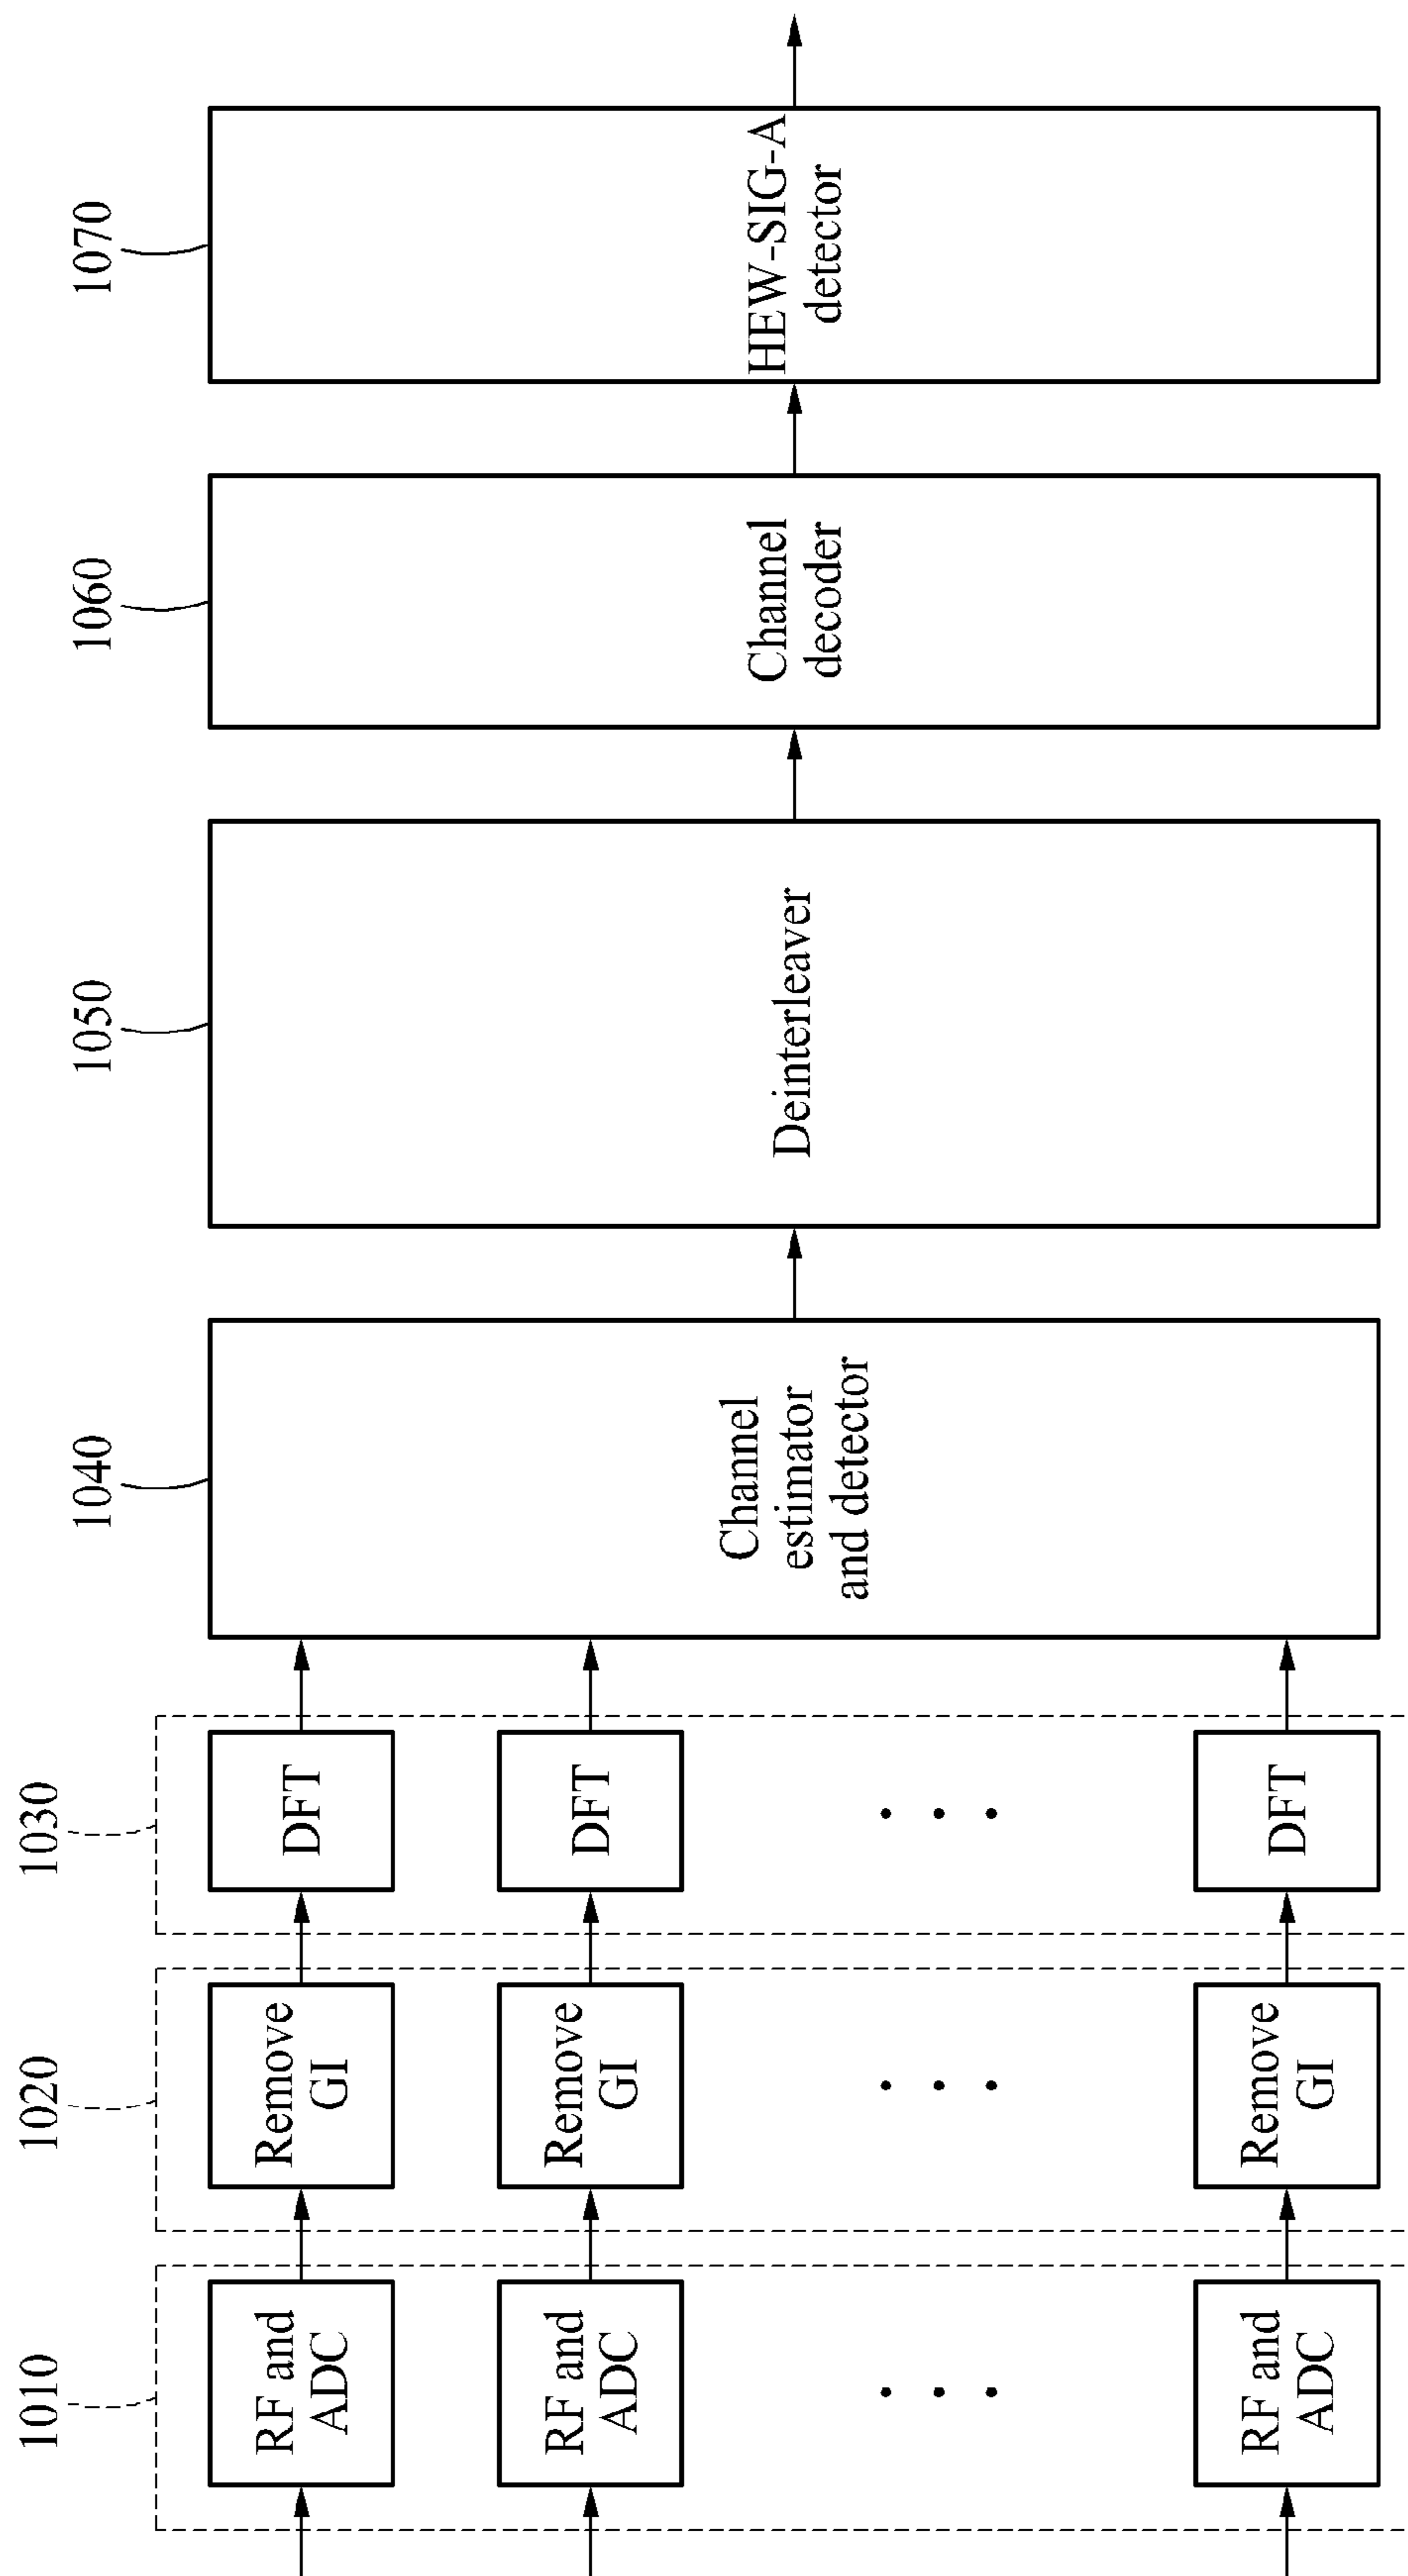 1010
1020
1030
1040
1050
1060
1070
RF and
ADC
Remove
GI
DFT
RF and
ADC
Remove
GI
DFT
RF and
ADC
Remove
GI
DFT
Channel
estimator
and detector
Deinterleaver
Channel
decoder
HEW-SIG-A
detector